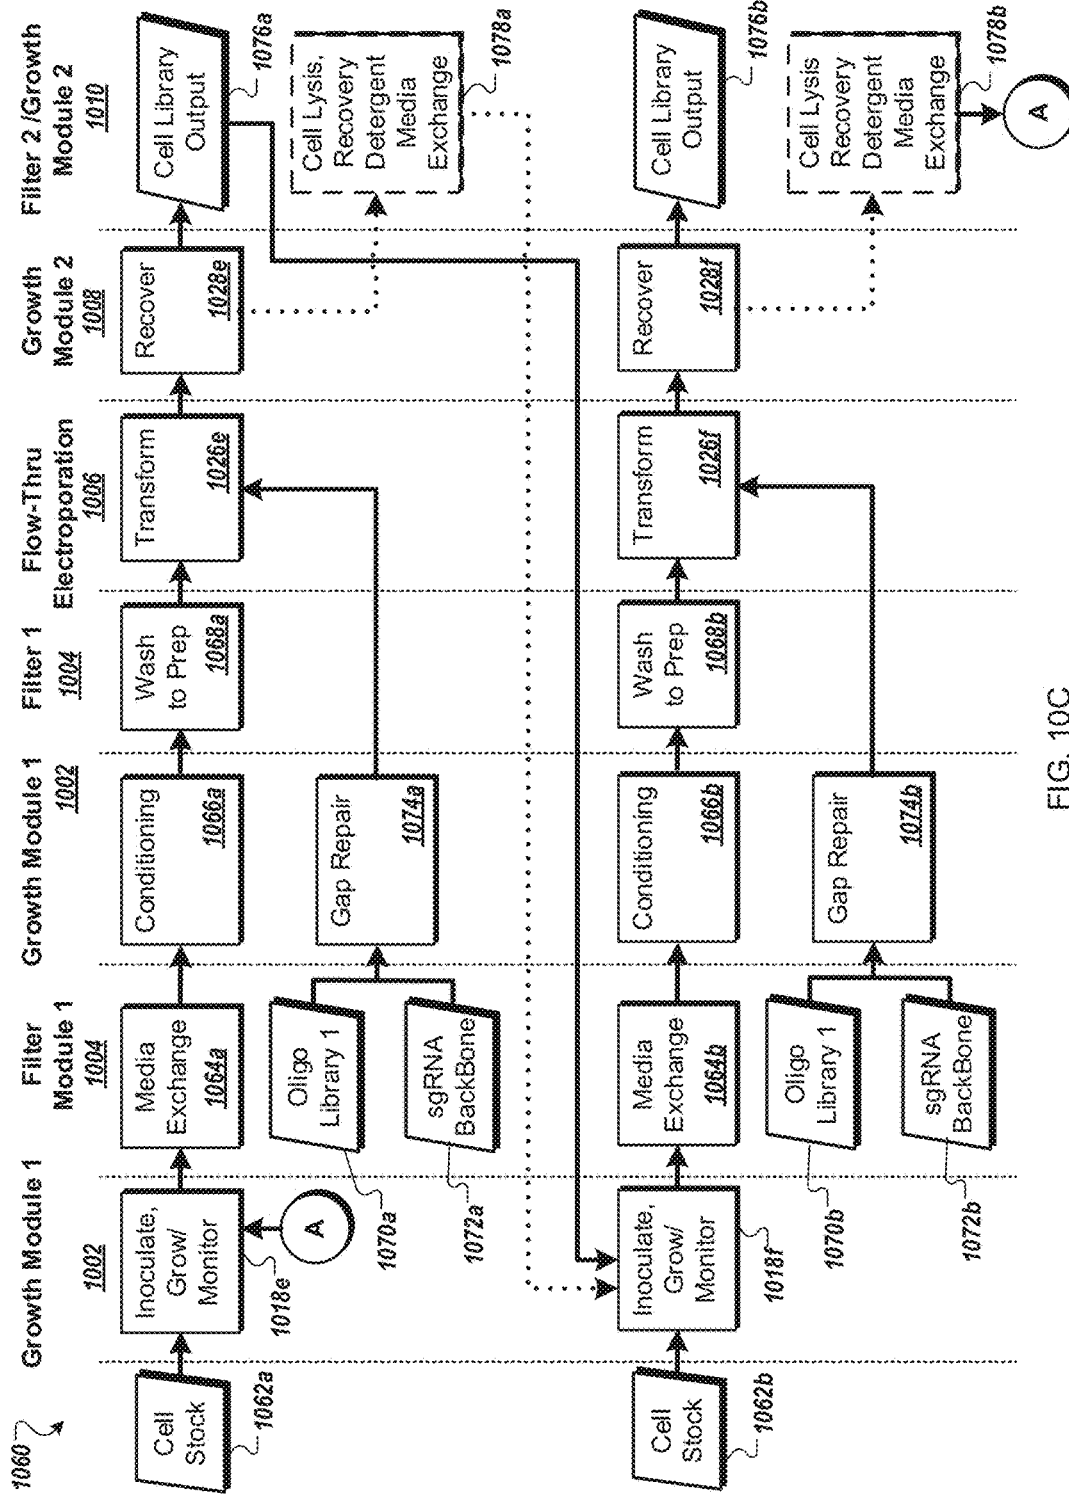 1060
Growth Module 1
1002
Filter
Module 1
1004
Growth Module 1
1002
Filter 1
1004
Flow-Thru
Electroporation
1006
Growth
Module 2
1008
Filter 2 /Growth
Module 2
1010
Cell
Stock
1062a
Inoculate,
Grow/
Monitor
1018e
A
Media
Exchange
1064a
Conditioning
1066a
Wash
to Prep
1068a
Transform
1026e
Recover
1028e
Cell Library
Output
1076a
Oligo
Library 1
1070a
sgRNA
BackBone
1072a
Gap Repair
1074a
Cell Lysis,
Recovery
Detergent
Media
Exchange
1078a
Cell
Stock
1062b
Inoculate,
Grow/
Monitor
1018f
Media
Exchange
1064b
Conditioning
1066b
Wash
to Prep
1068b
Transform
1026f
Recover
1028f
Cell Library
Output
1076b
Oligo
Library 1
1070b
sgRNA
BackBone
1072b
Gap Repair
1074b
Cell Lysis
Recovery
Detergent
Media
Exchange
1078b
A
FIG. 10C